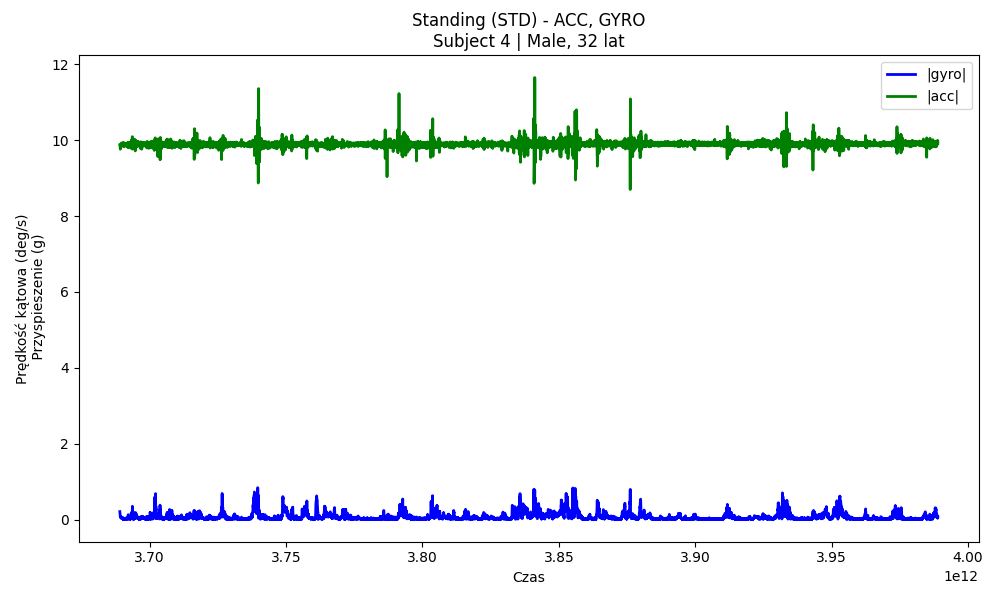 Standing (STD) - ACC, GYRO
Subject 4 | Male, 32 lat
|gyro|
|acc|
12
10
8
6
4
2
0
Prędkość kątowa (deg/s)
Przyspieszenie (g)
3.70 3.75 3.80 3.85 3.90 3.95 4.00
1e12
Czas